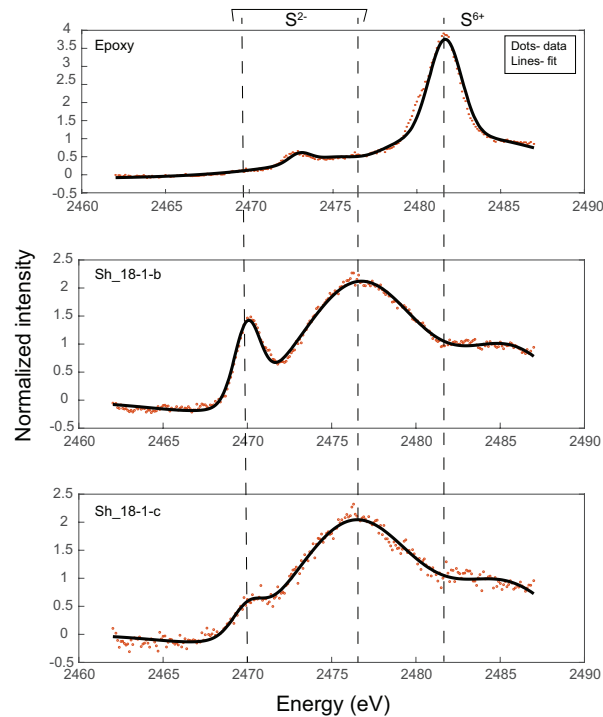 S²⁻ S⁶⁺
4
Epoxy
Dots- data
Lines- fit
3.5
3
2.5
2
1.5
1
0.5
0
-0.5
2460 2465 2470 2475 2480 2485 2490
2.5
Sh_18-1-b
2
1.5
1
0.5
0
-0.5
2460 2465 2470 2475 2480 2485 2490
Normalized intensity
2.5
Sh_18-1-c
2
1.5
1
0.5
0
-0.5
2460 2465 2470 2475 2480 2485 2490
Energy (eV)